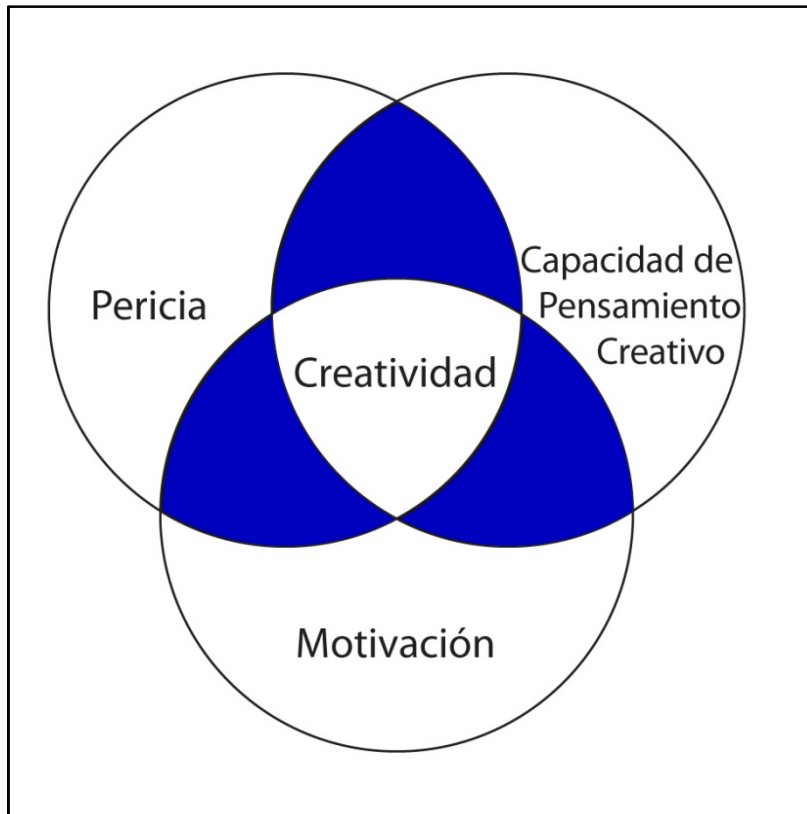 Pericia
Capacidad de
Pensamiento
Creativo
Creatividad
Motivación